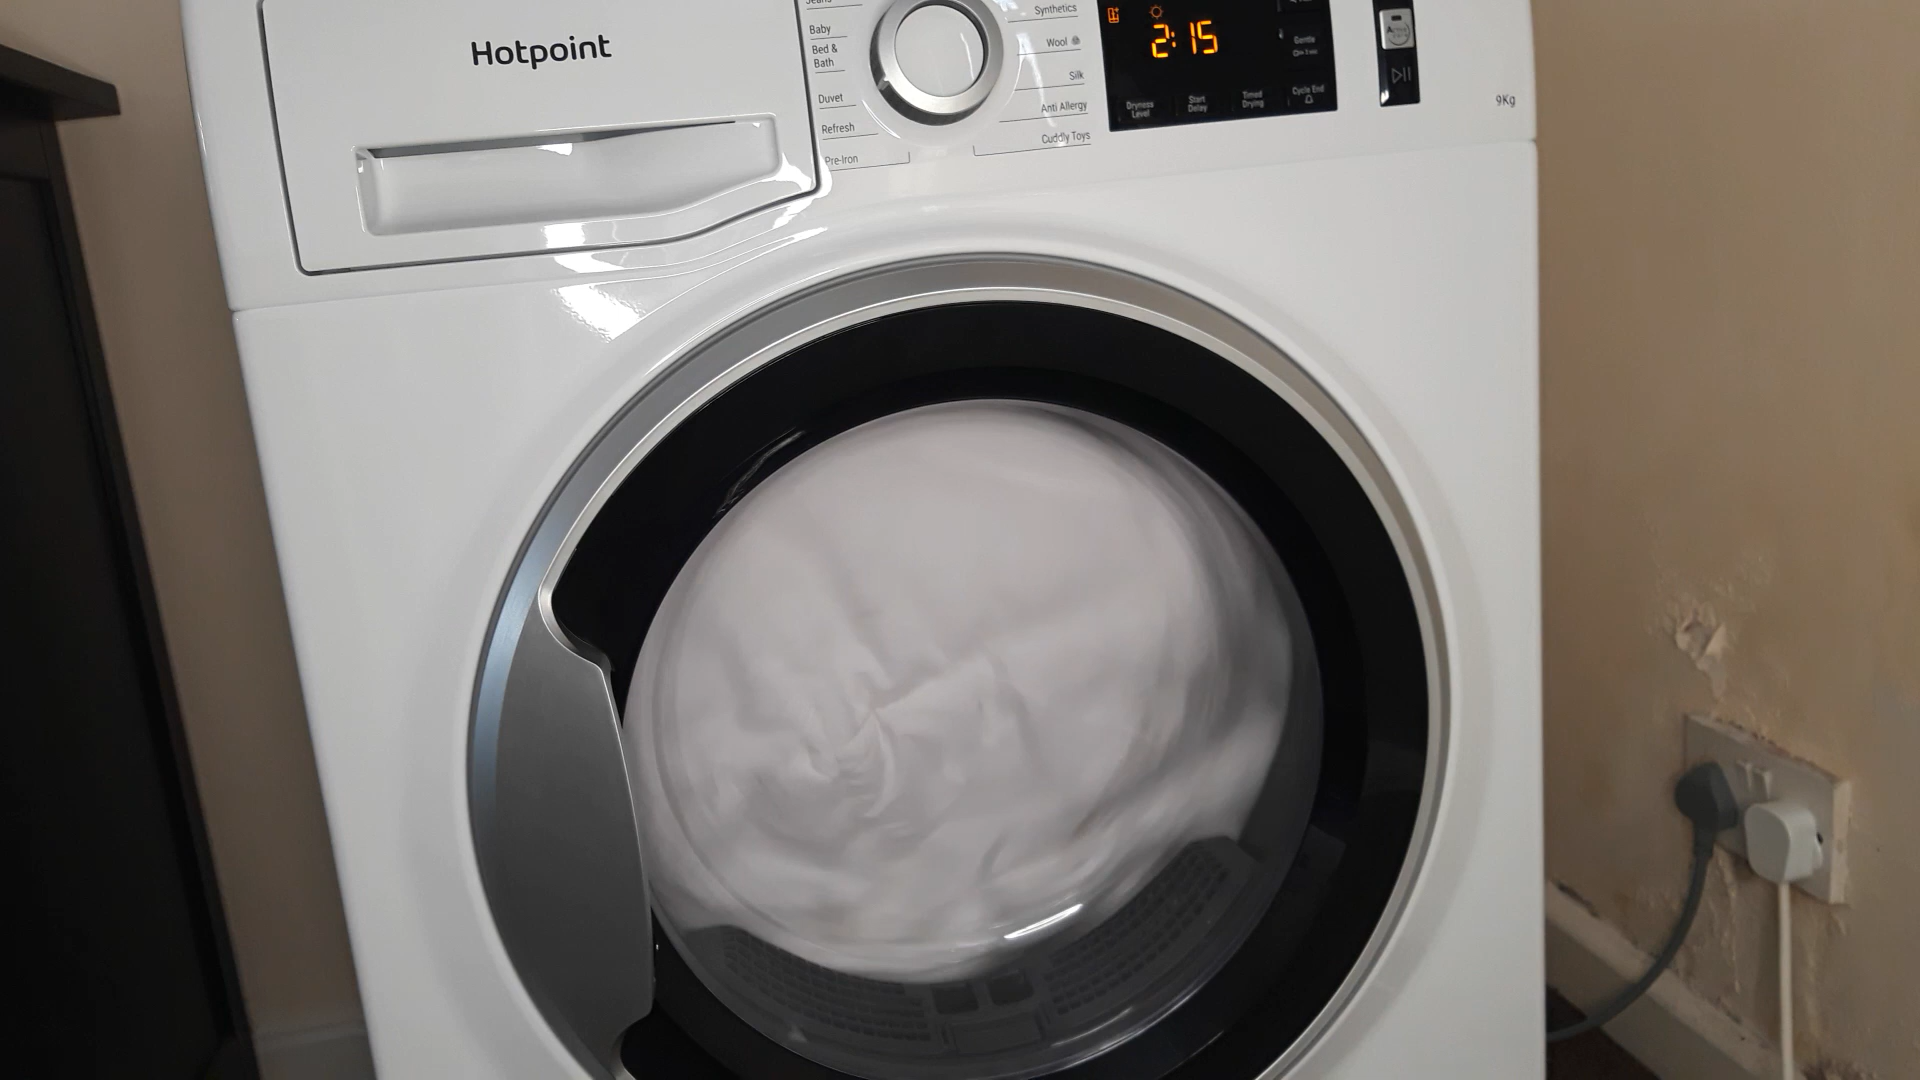 Hotpoint
Jeans
Baby
Bed &
Bath
Duvet
Refresh
Pre-Iron
Synthetics
Wool
Silk
Anti Allergy
Cuddly Toys
2:15
Gentle
Dryness
Level
Start
Delay
Timed
Drying
Cycle End
9Kg